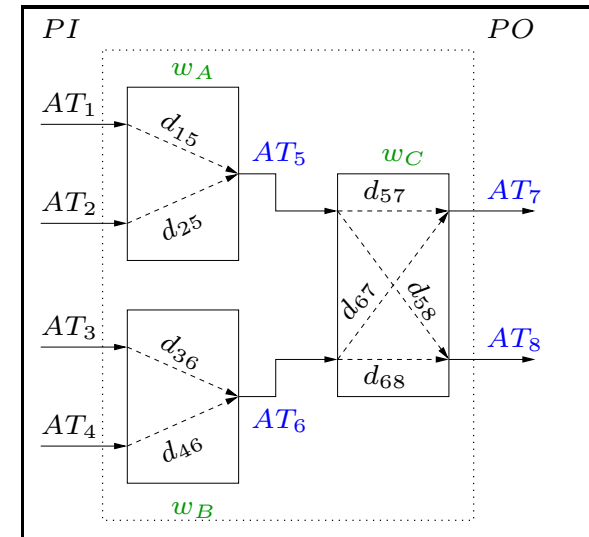 PI PO
w_A
AT_1
d_15
AT_5
w_C
AT_2
d_25
d_57
AT_7
d_67
d_58
AT_3
d_36
AT_8
d_68
AT_4
d_46
AT_6
w_B